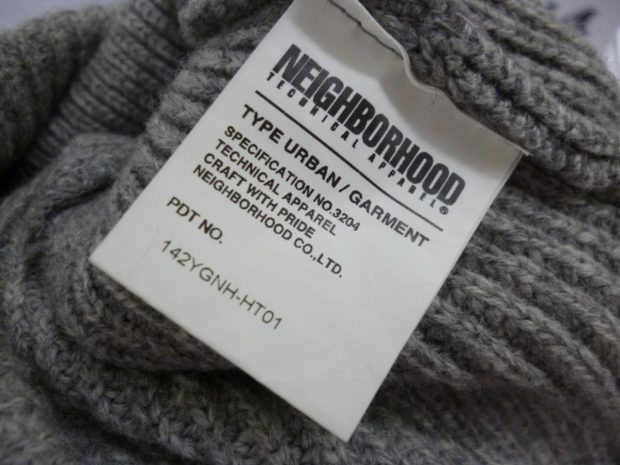 NEIGHBORHOOD
TECHNICAL APPAREL®
TYPE URBAN / GARMENT
SPECIFICATION NO.3204
TECHNICAL APPAREL
CRAFT WITH PRIDE
NEIGHBORHOOD CO.,LTD.
PDT NO.
142YGNH-HT01